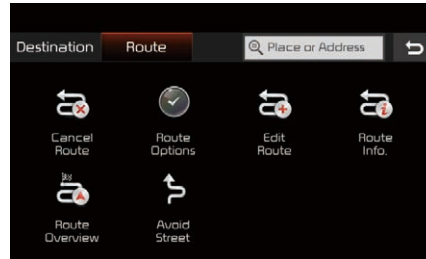 Destination
Route
Place or Address
Cancel
Route
Route
Options
Edit
Route
Route
Info.
Route
Overview
Avoid
Street